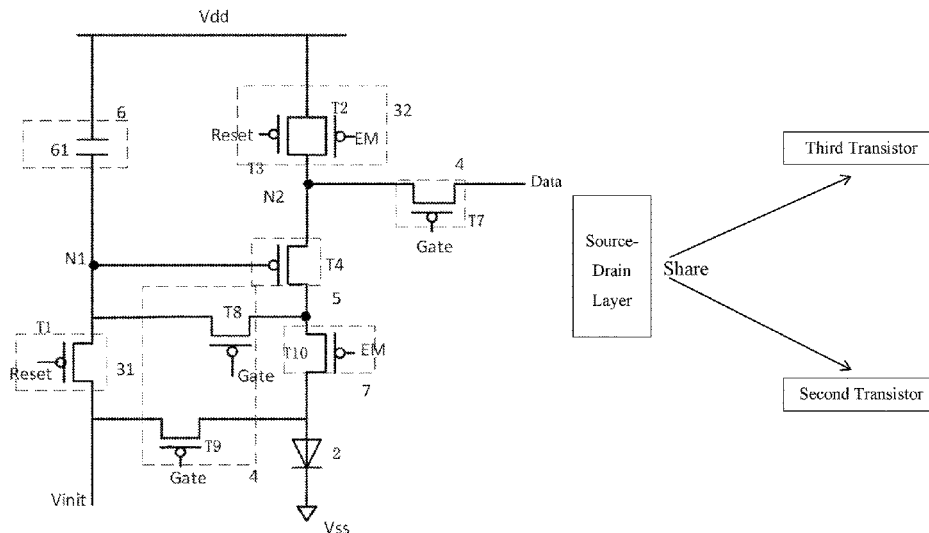 Vdd
6
61
T2
32
Reset
EM
T3
N2
4
Data
T7
Gate
N1
T4
5
T8
T1
Reset
31
T10
EM
Gate
7
T9
2
Gate
4
Vinit
Vss
Third Transistor
Source-
Drain
Layer
Share
Second Transistor